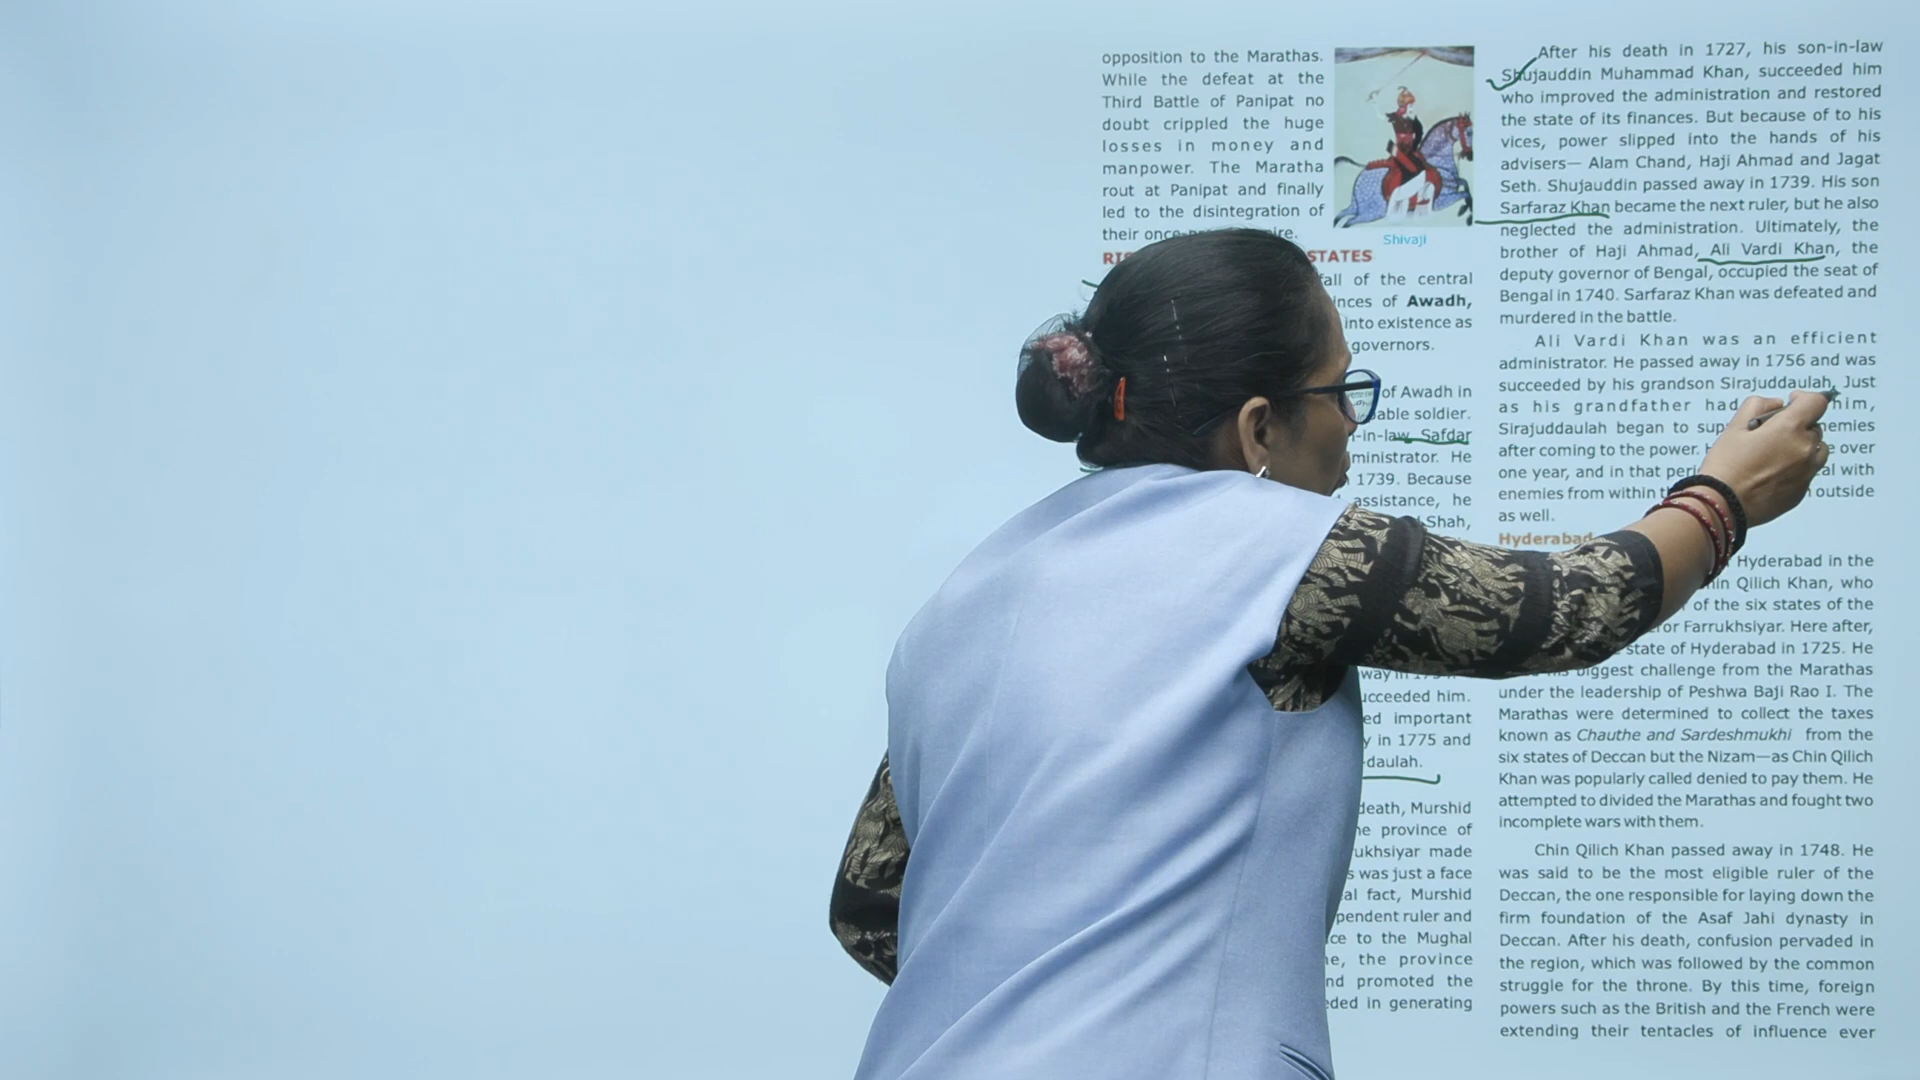 opposition to the Marathas.
While the defeat at the
Third Battle of Panipat no
doubt crippled the huge
losses in money and
manpower. The Maratha
rout at Panipat and finally
led to the disintegration of
their
Shivaji
STATES
fall of the central
of Awadh,
into existence as
governors.
of Awadh in
able soldier.
Safdar
He
1739. Because
assistance, he
Shah,
succeeded him.
important
in 1775 and
daulah.
death, Murshid
province of
made
was just a face
fact, Murshid
ruler and
to the Mughal
the province
promoted the
in generating
After his death in 1727, his son-in-law
Shujauddin Muhammad Khan, succeeded him
who improved the administration and restored
the state of its finances. But because of to his
vices, power slipped into the hands of his
advisers— Alam Chand, Haji Ahmad and Jagat
Seth. Shujauddin passed away in 1739. His son
Sarfaraz Khan became the next ruler, but he also
neglected the administration. Ultimately, the
brother of Haji Ahmad, Ali Vardi Khan, the
deputy governor of Bengal, occupied the seat of
Bengal in 1740. Sarfaraz Khan was defeated and
murdered in the battle.
Ali Vardi Khan was an efficient
administrator. He passed away in 1756 and was
succeeded by his grandson Sirajuddaulah. Just
as his grandfather had him,
Sirajuddaulah began to
after coming to the power. over
one year, and in that with
enemies from within outside
as well.
Hyderabad
Hyderabad in the
Qilich Khan, who
of the six states of the
Farrukhsiyar. Here after,
state of Hyderabad in 1725. He
biggest challenge from the Marathas
under the leadership of Peshwa Baji Rao I. The
Marathas were determined to collect the taxes
known as Chauthe and Sardeshmukhi from the
six states of Deccan but the Nizam—as Chin Qilich
Khan was popularly called denied to pay them. He
attempted to divided the Marathas and fought two
incomplete wars with them.
Chin Qilich Khan passed away in 1748. He
was said to be the most eligible ruler of the
Deccan, the one responsible for laying down the
firm foundation of the Asaf Jahi dynasty in
Deccan. After his death, confusion pervaded in
the region, which was followed by the common
struggle for the throne. By this time, foreign
powers such as the British and the French were
extending their tentacles of influence ever